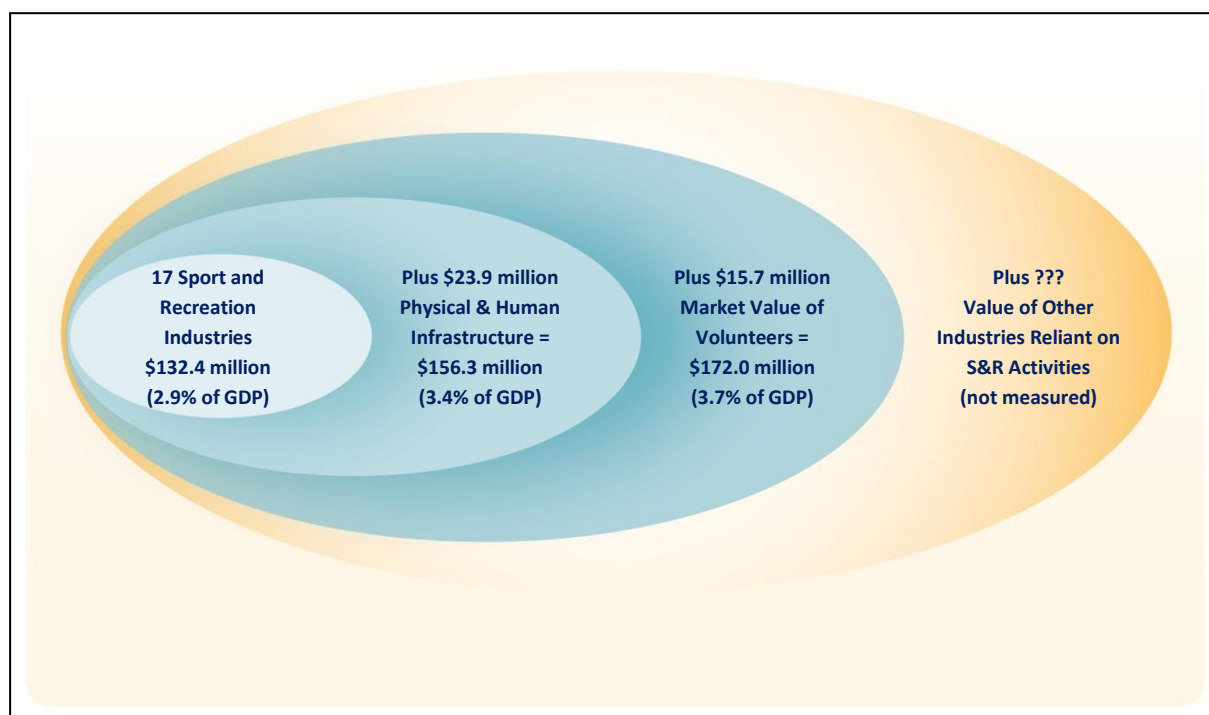 17 Sport and
Recreation
Industries
$132.4 million
(2.9% of GDP)
Plus $23.9 million
Physical & Human
Infrastructure =
$156.3 million
(3.4% of GDP)
Plus $15.7 million
Market Value of
Volunteers =
$172.0 million
(3.7% of GDP)
Plus ???
Value of Other
Industries Reliant on
S&R Activities
(not measured)